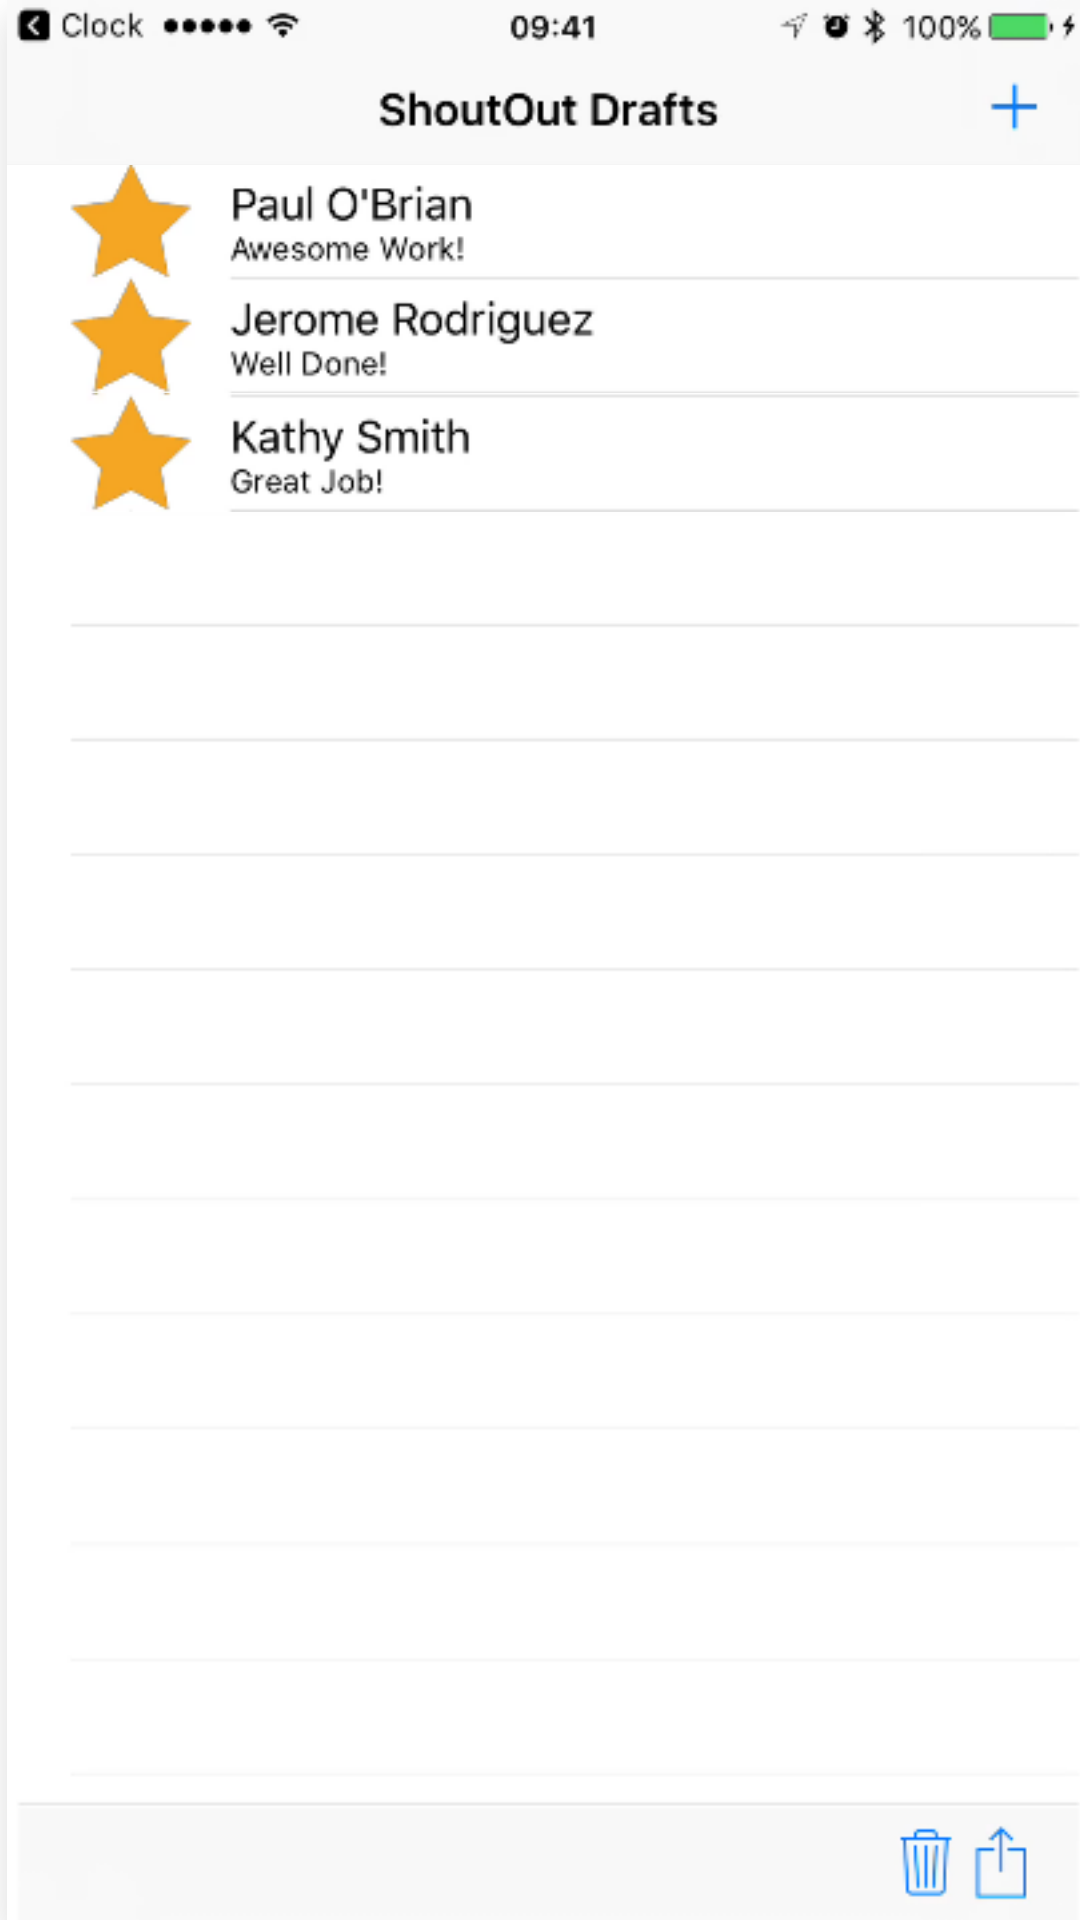 Clock 09:41 100%
ShoutOut Drafts
Paul O'Brian
Awesome Work!
Jerome Rodriguez
Well Done!
Kathy Smith
Great Job!